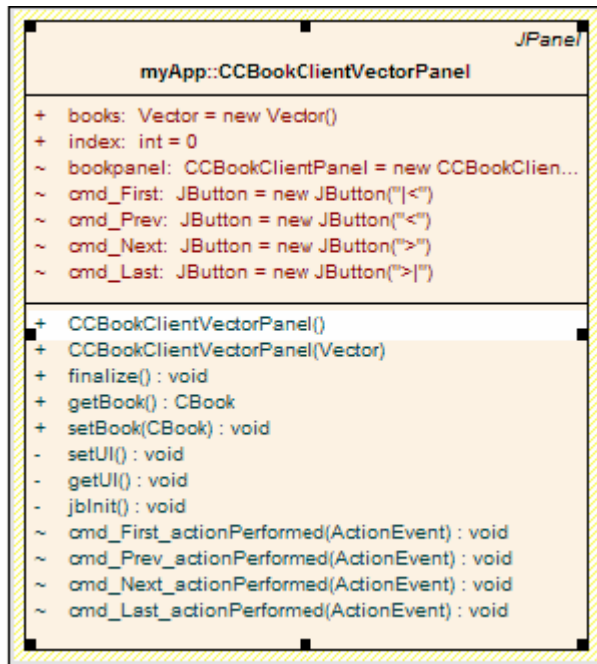 JPanel
myApp::CCBookClientVectorPanel
+ books: Vector = new Vector()
+ index: int = 0
~ bookpanel: CCBookClientPanel = new CCBookClien...
~ cmd_First: JButton = new JButton("|<")
~ cmd_Prev: JButton = new JButton("<")
~ cmd_Next: JButton = new JButton(">")
~ cmd_Last: JButton = new JButton(">|")
+ CCBookClientVectorPanel()
+ CCBookClientVectorPanel(Vector)
+ finalize() : void
+ getBook() : CBook
+ setBook(CBook) : void
- setUI() : void
- getUI() : void
- jbInit() : void
~ cmd_First_actionPerformed(ActionEvent) : void
~ cmd_Prev_actionPerformed(ActionEvent) : void
~ cmd_Next_actionPerformed(ActionEvent) : void
~ cmd_Last_actionPerformed(ActionEvent) : void